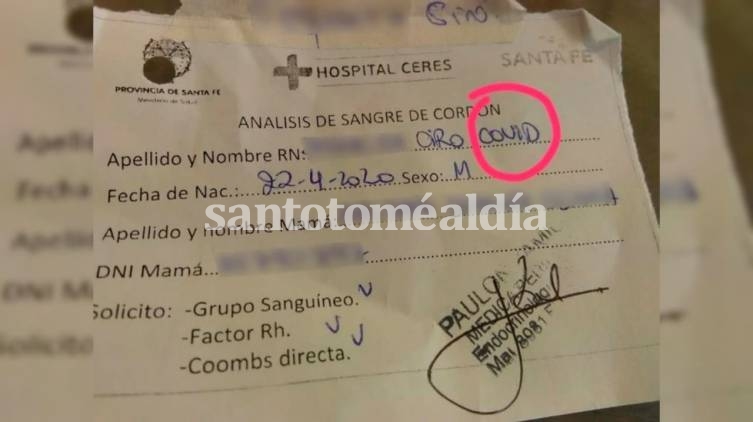 Ciro.
PROVINCIA DE SANTA FE
Ministerio de Salud
HOSPITAL CERES
SANTA FE
ANALISIS DE SANGRE DE CORDON
Apellido y Nombre RN: CIRO COVID
Fecha de Nac.: 22-4-2020 Sexo: M
santotoméaldía
Apellido y nombre Mamá
DNI Mamá
Solicito: -Grupo Sanguíneo.
-Factor Rh.
-Coombs directa.